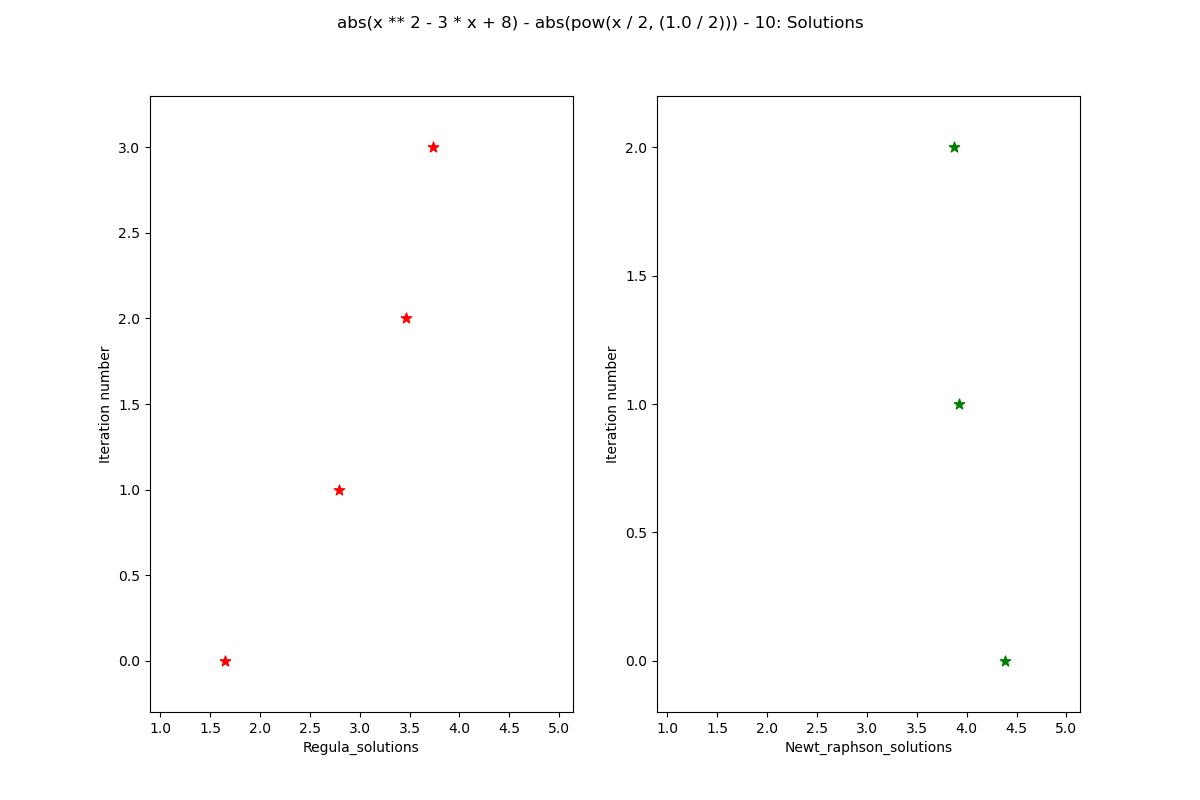 abs(x ** 2 - 3 * x + 8) - abs(pow(x / 2, (1.0 / 2))) - 10: Solutions
3.0
2.5
2.0
1.5
1.0
0.5
0.0
Iteration number
1.0 1.5 2.0 2.5 3.0 3.5 4.0 4.5 5.0
Regula_solutions
2.0
1.5
1.0
0.5
0.0
Iteration number
1.0 1.5 2.0 2.5 3.0 3.5 4.0 4.5 5.0
Newt_raphson_solutions